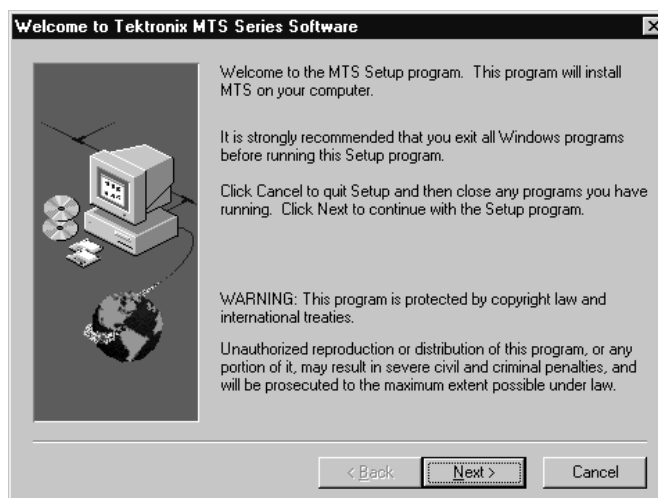 Welcome to Tektronix MTS Series Software
Welcome to the MTS Setup program. This program will install
MTS on your computer.
It is strongly recommended that you exit all Windows programs
before running this Setup program.
Click Cancel to quit Setup and then close any programs you have
running. Click Next to continue with the Setup program.
WARNING: This program is protected by copyright law and
international treaties.
Unauthorized reproduction or distribution of this program, or any
portion of it, may result in severe civil and criminal penalties, and
will be prosecuted to the maximum extent possible under law.
< Back
Next >
Cancel